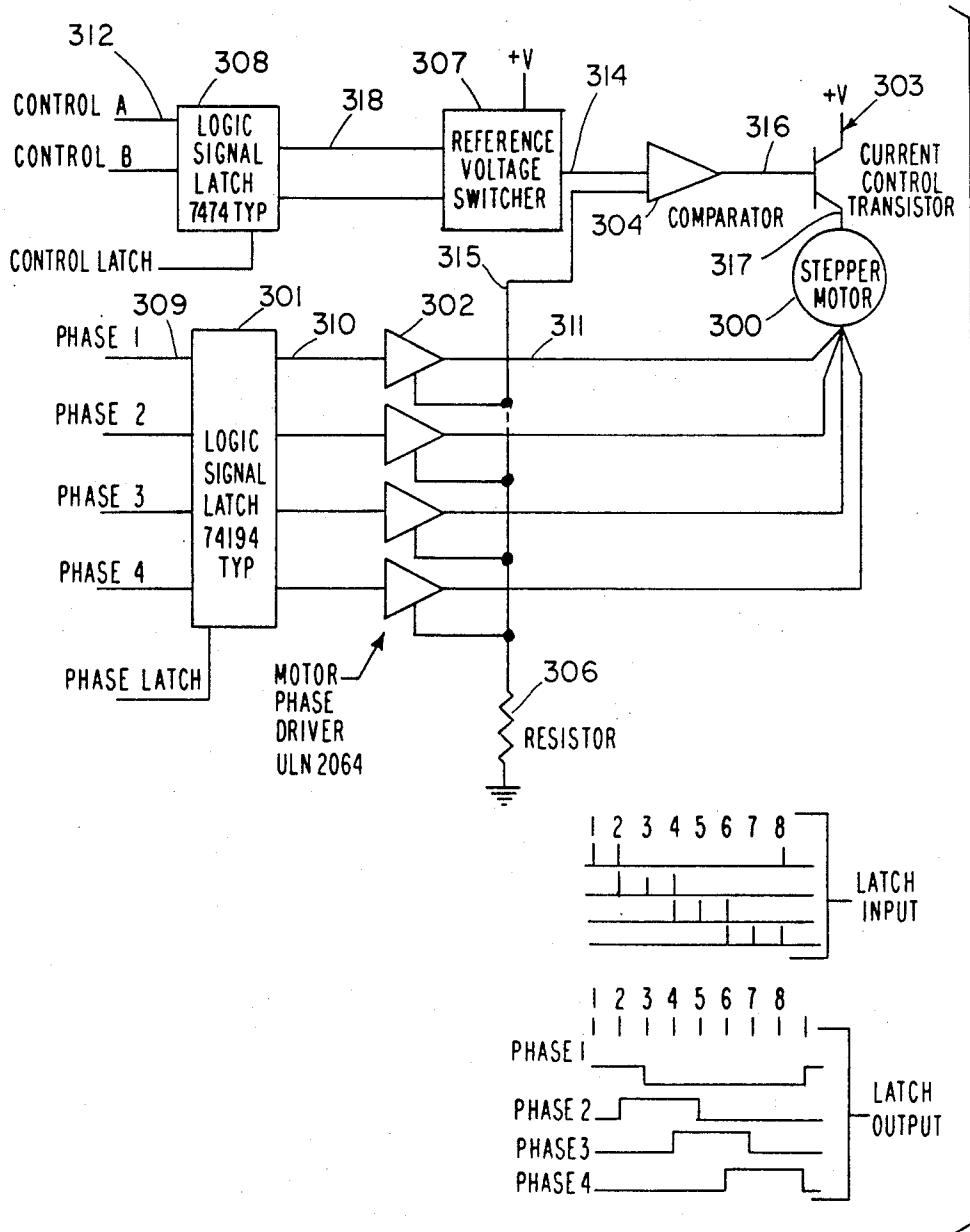 312
308
307
+V
314
CONTROL A
318
316
+V
303
LOGIC
SIGNAL
LATCH
7474 TYP
REFERENCE
VOLTAGE
SWITCHER
CURRENT
CONTROL
TRANSISTOR
CONTROL B
304
COMPARATOR
CONTROL LATCH
315
317
STEPPER
MOTOR
300
309
301
310
302
311
PHASE 1
PHASE 2
LOGIC
SIGNAL
LATCH
74194
TYP
PHASE 3
PHASE 4
PHASE LATCH
MOTOR
PHASE
DRIVER
ULN 2064
306
RESISTOR
1 2 3 4 5 6 7 8
LATCH
INPUT
1 2 3 4 5 6 7 8
PHASE 1
PHASE 2
PHASE 3
PHASE 4
LATCH
OUTPUT